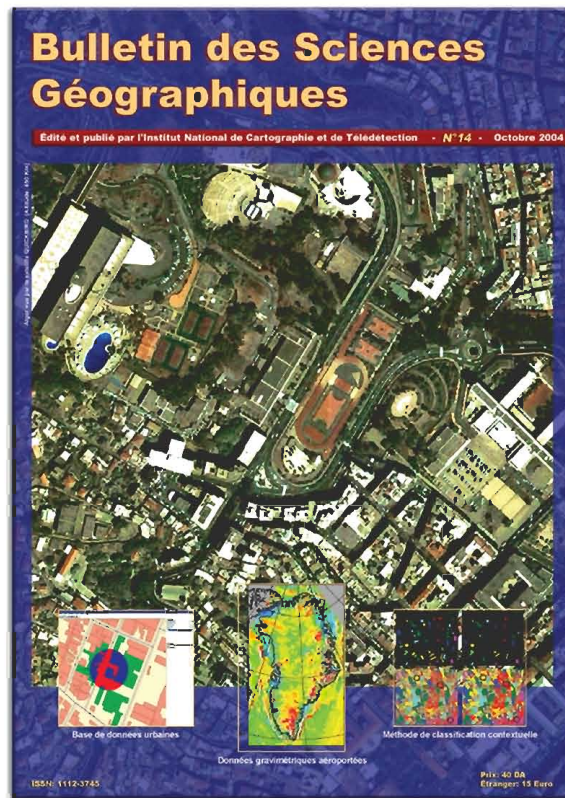 Bulletin des Sciences
Géographiques
Édité et publié par l'Institut National de Cartographie et de Télédétection - N°14 - Octobre 2004
Base de données urbaines
Données gravimétriques aéroportées
Méthode de classification contextuelle
ISSN: 1112-3745
Prix: 40 DA
Étranger: 15 Euro